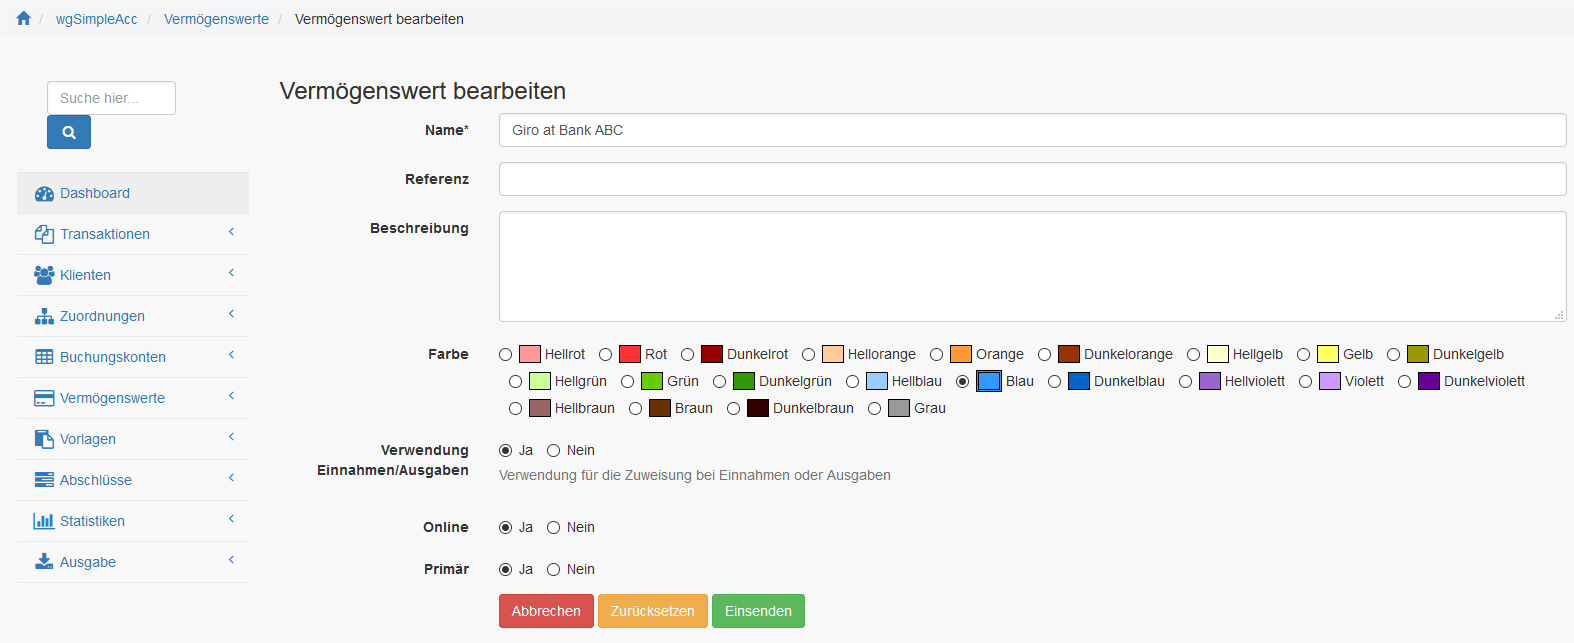 / wgSimpleAcc / Vermögenswerte / Vermögenswert bearbeiten
Suche hier...
Dashboard
Transaktionen
Klienten
Zuordnungen
Buchungskonten
Vermögenswerte
Vorlagen
Abschlüsse
Statistiken
Ausgabe
Vermögenswert bearbeiten
Name* Giro at Bank ABC
Referenz
Beschreibung
Farbe Hellrot Rot Dunkelrot Hellorange Orange Dunkelorange Hellgelb Gelb Dunkelgelb
Hellgrün Grün Dunkelgrün Hellblau Blau Dunkelblau Hellviolett Violett Dunkelviolett
Hellbraun Braun Dunkelbraun Grau
Verwendung Ja Nein
Einnahmen/Ausgaben
Verwendung für die Zuweisung bei Einnahmen oder Ausgaben
Online Ja Nein
Primär Ja Nein
Abbrechen Zurücksetzen Einsenden